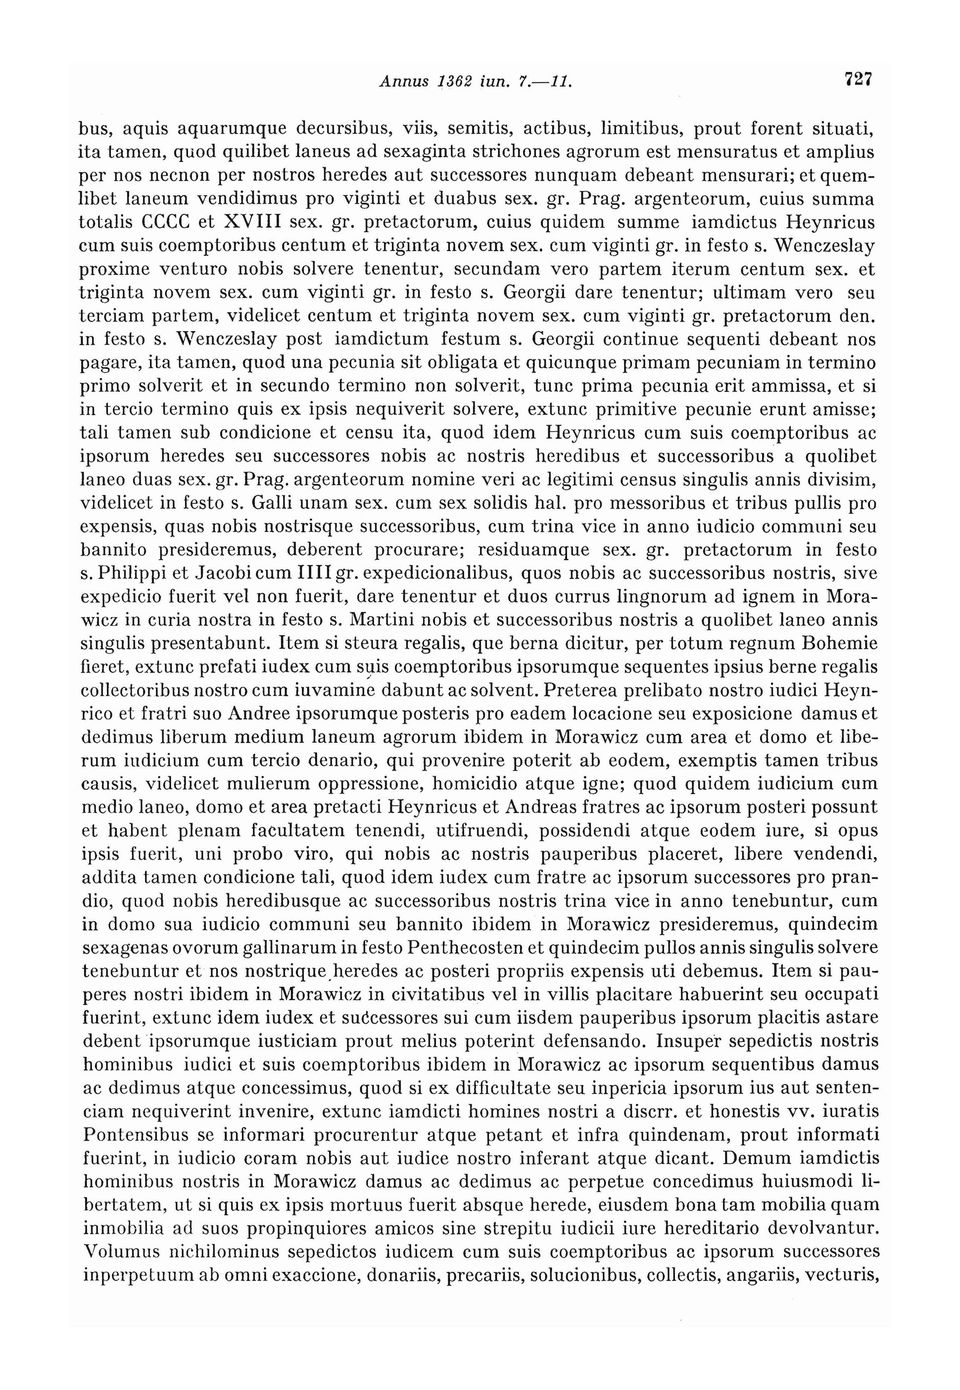 Annus 1362 iun. 7.—11. 727
bus, aquis aquarumque decursibus, viis, semitis, actibus, limitibus, prout forent situati,
ita tamen, quod quilibet laneus ad sexaginta strichones agrorum est mensuratus et amplius
per nos necnon per nostros heredes aut successores nunquam debeant mensurari; et quem-
libet laneum vendidimus pro viginti et duabus sex. gr. Prag. argenteorum, cuius summa
totalis CCCC et XVIII sex. gr. pretactorum, cuius quidem summe iamdictus Heynricus
cum suis coemptoribus centum et triginta novem sex. cum viginti gr. in festo s. Wenczeslay
proxime venturo nobis solvere tenentur, secundam vero partem iterum centum sex. et
triginta novem sex. cum viginti gr. in festo s. Georgii dare tenentur; ultimam vero seu
terciam partem, videlicet centum et triginta novem sex. cum viginti gr. pretactorum den.
in festo s. Wenczeslay post iamdictum festum s. Georgii continue sequenti debeant nos
pagare, ita tamen, quod una pecunia sit obligata et quicunque primam pecuniam in termino
primo solverit et in secundo termino non solverit, tunc prima pecunia erit ammissa, et si
in tercio termino quis ex ipsis nequiverit solvere, extunc primitive pecunie erunt amisse;
tali tamen sub condicione et censu ita, quod idem Heynricus cum suis coemptoribus ac
ipsorum heredes seu successores nobis ac nostris heredibus et successoribus a quolibet
laneo duas sex. gr. Prag. argenteorum nomine veri ac legitimi census singulis annis divisim,
videlicet in festo s. Galli unam sex. cum sex solidis hal. pro messoribus et tribus pullis pro
expensis, quas nobis nostrisque successoribus, cum trina vice in anno iudicio communi seu
bannito presideremus, deberent procurare; residuamque sex. gr. pretactorum in festo
s. Philippi et Jacobi cum IIII gr. expedicionalibus, quos nobis ac successoribus nostris, sive
expedicio fuerit vel non fuerit, dare tenentur et duos currus lingnorum ad ignem in Mora-
wicz in curia nostra in festo s. Martini nobis et successoribus nostris a quolibet laneo annis
singulis presentabunt. Item si steura regalis, que berna dicitur, per totum regnum Bohemie
fieret, extunc prefati iudex cum suis coemptoribus ipsorumque sequentes ipsius berne regalis
collectoribus nostro cum iuvamine dabunt ac solvent. Preterea prelibato nostro iudici Heyn-
rico et fratri suo Andree ipsorumque posteris pro eadem locacione seu exposicione damus et
dedimus liberum medium laneum agrorum ibidem in Morawicz cum area et domo et libe-
rum iudicium cum tercio denario, qui provenire poterit ab eodem, exemptis tamen tribus
causis, videlicet mulierum oppressione, homicidio atque igne; quod quidem iudicium cum
medio laneo, domo et area pretacti Heynricus et Andreas fratres ac ipsorum posteri possunt
et habent plenam facultatem tenendi, utifruendi, possidendi atque eodem iure, si opus
ipsis fuerit, uni probo viro, qui nobis ac nostris pauperibus placeret, libere vendendi,
addita tamen condicione tali, quod idem iudex cum fratre ac ipsorum successores pro pran-
dio, quod nobis heredibusque ac successoribus nostris trina vice in anno tenebuntur, cum
in domo sua iudicio communi seu bannito ibidem in Morawicz presideremus, quindecim
sexagenas ovorum gallinarum in festo Penthecosten et quindecim pullos annis singulis solvere
tenebuntur et nos nostrique heredes ac posteri propriis expensis uti debemus. Item si pau-
peres nostri ibidem in Morawicz in civitatibus vel in villis placitare habuerint seu occupati
fuerint, extunc idem iudex et successores sui cum iisdem pauperibus ipsorum placitis astare
debent ipsorumque iusticiam prout melius poterint defensando. Insuper sepedictis nostris
hominibus iudici et suis coemptoribus ibidem in Morawicz ac ipsorum sequentibus damus
ac dedimus atque concessimus, quod si ex difficultate seu inpericia ipsorum ius aut senten-
ciam nequiverint invenire, extunc iamdicti homines nostri a discrr. et honestis vv. iuratis
Pontensibus se informari procurentur atque petant et infra quindenam, prout informati
fuerint, in iudicio coram nobis aut iudice nostro inferant atque dicant. Demum iamdictis
hominibus nostris in Morawicz damus ac dedimus ac perpetue concedimus huiusmodi li-
bertatem, ut si quis ex ipsis mortuus fuerit absque herede, eiusdem bona tam mobilia quam
inmobilia ad suos propinquiores amicos sine strepitu iudicii iure hereditario devolvantur.
Volumus nichilominus sepedictos iudicem cum suis coemptoribus ac ipsorum successores
inperpetuum ab omni exaccione, donariis, precariis, solucionibus, collectis, angariis, vecturis,